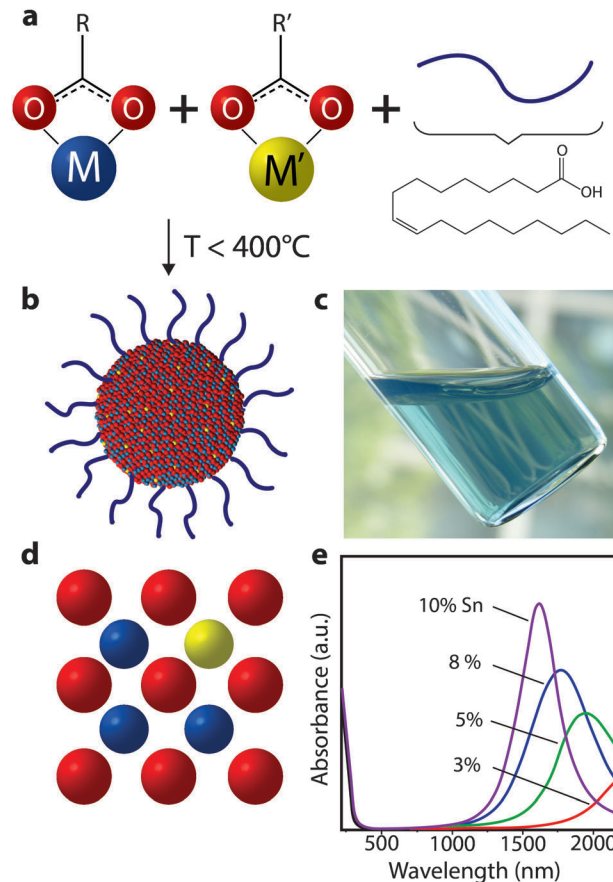 a
R
R′
O
O
+
O
O
+
M
M′
O
OH
T < 400°C
b
c
d
e
10% Sn
8 %
5%
3%
Absorbance (a.u.)
500
1000
1500
2000
Wavelength (nm)